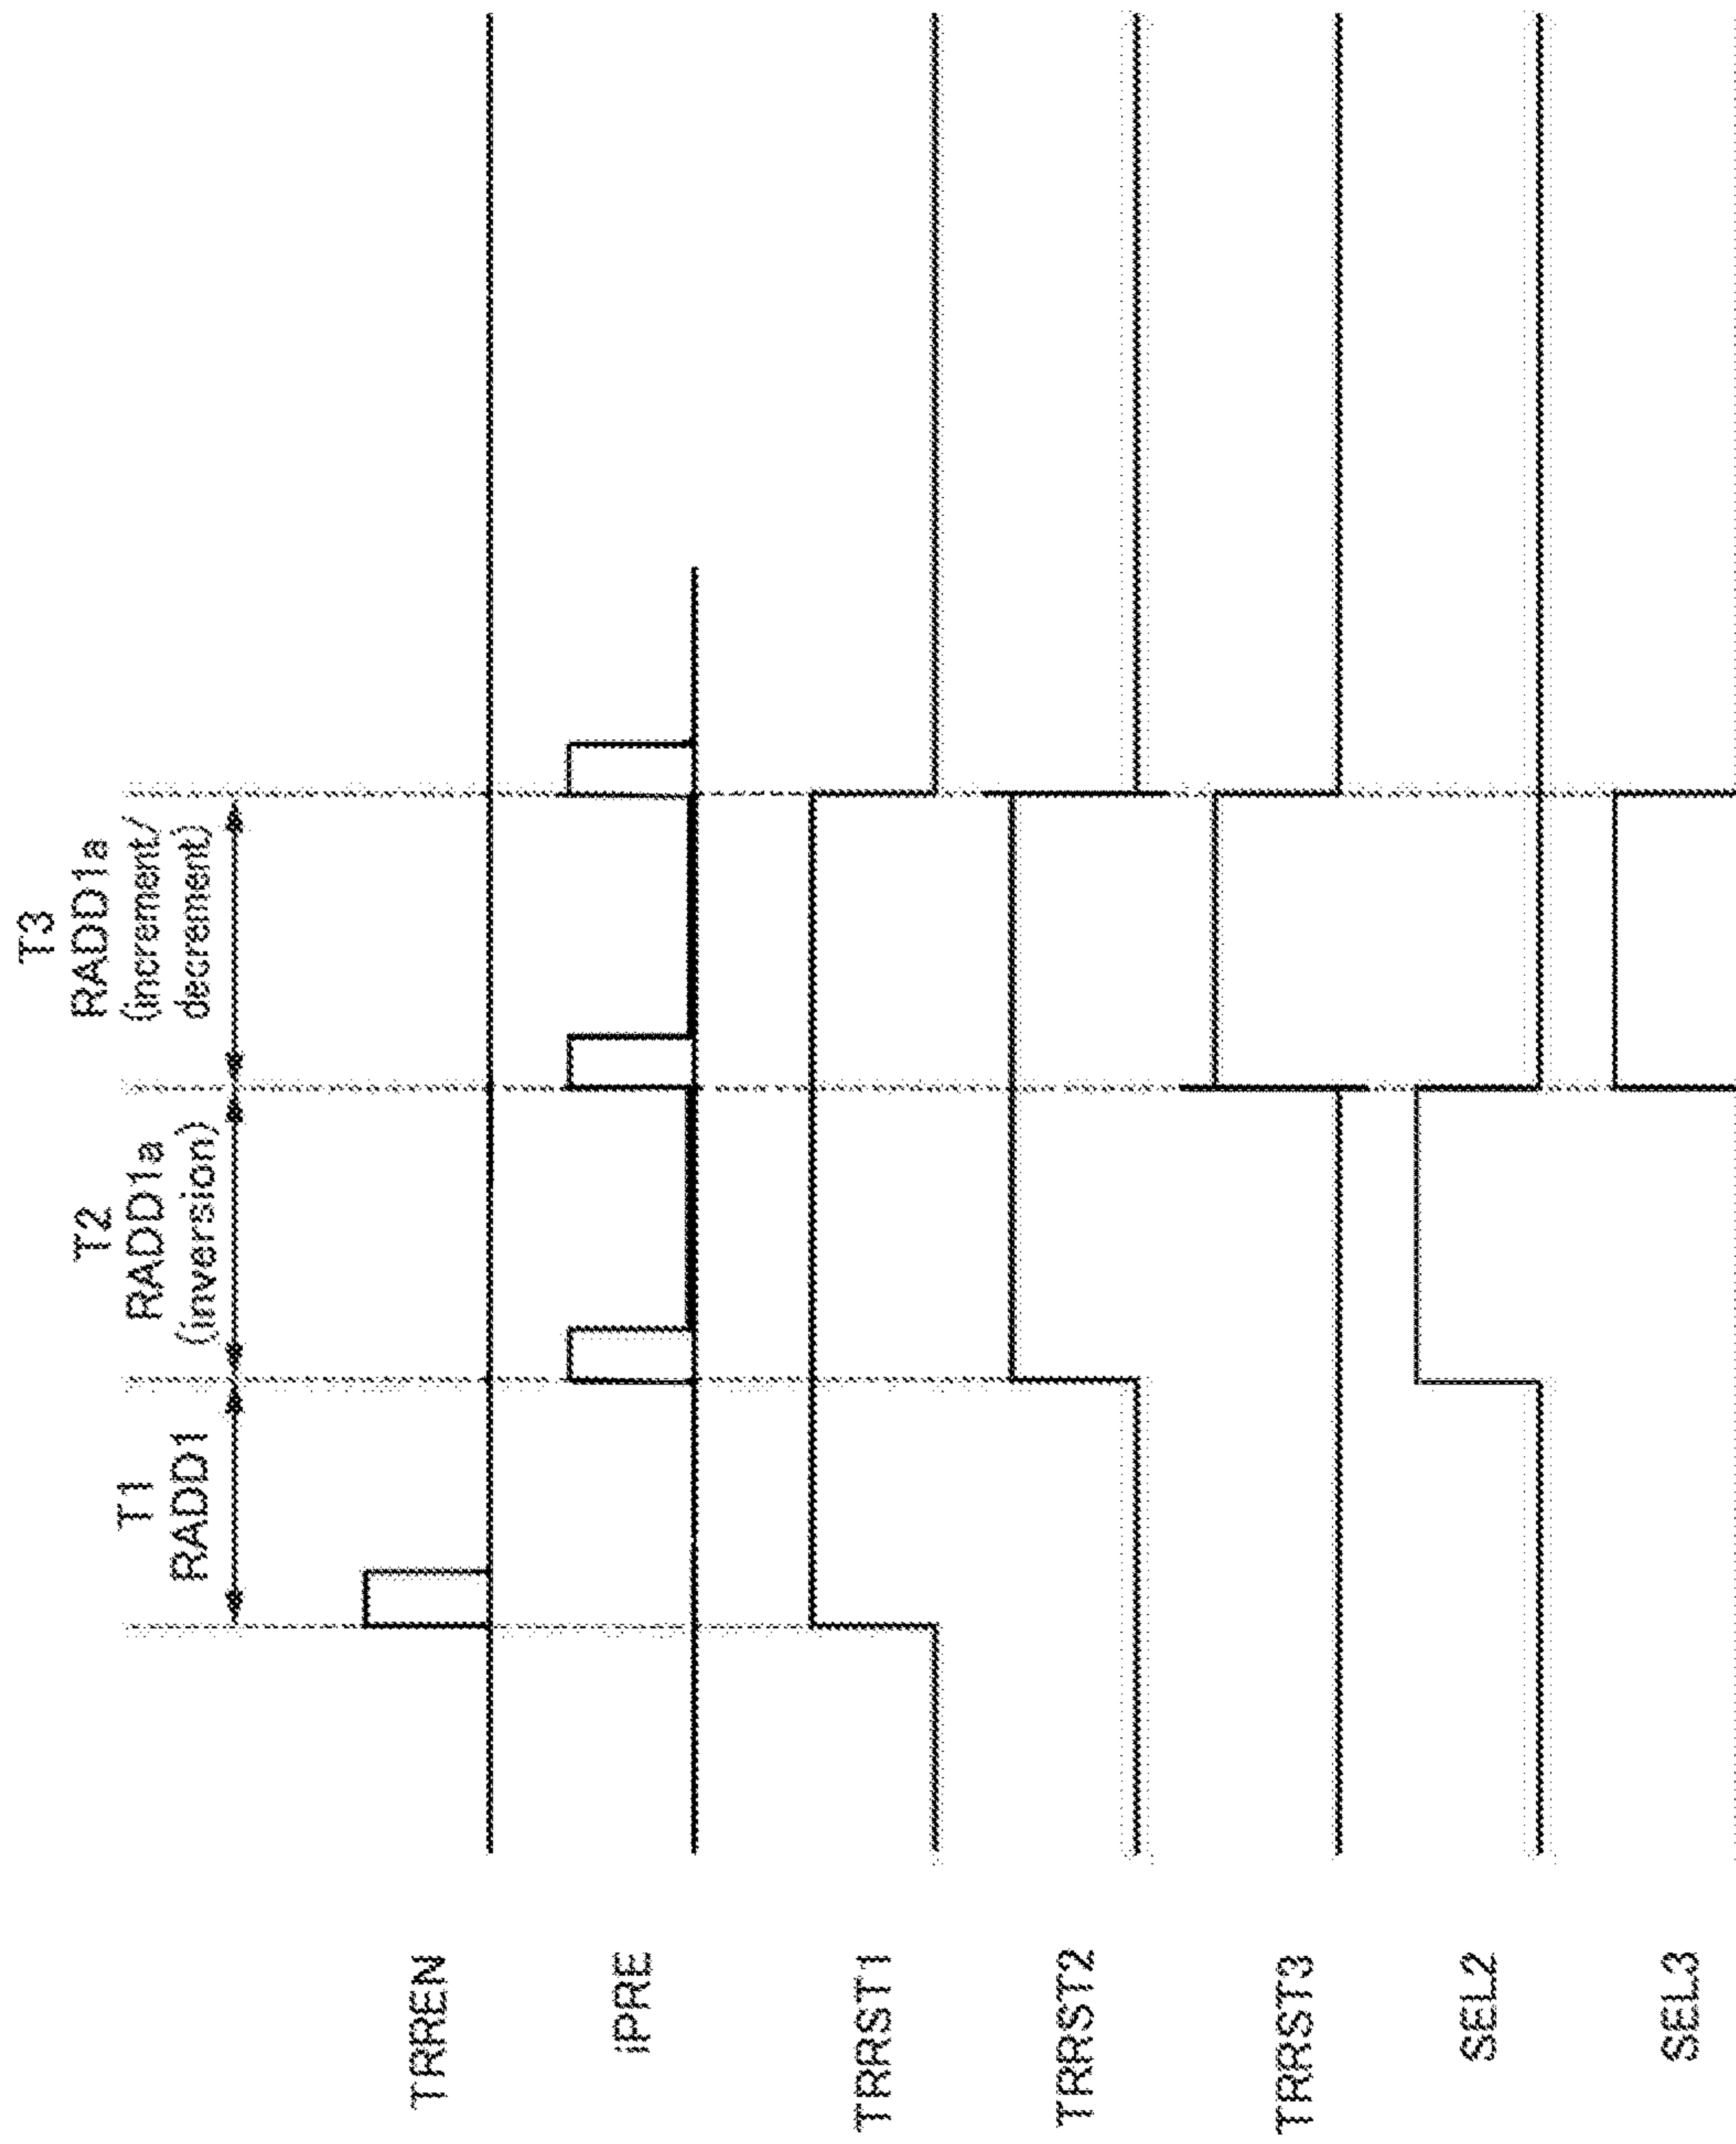 T1
RADD1
T2
RADD1a
(inversion)
T3
RADD1a
(increment/
decrement)
TRREN
iPRE
TRRST1
TRRST2
TRRST3
SEL2
SEL3